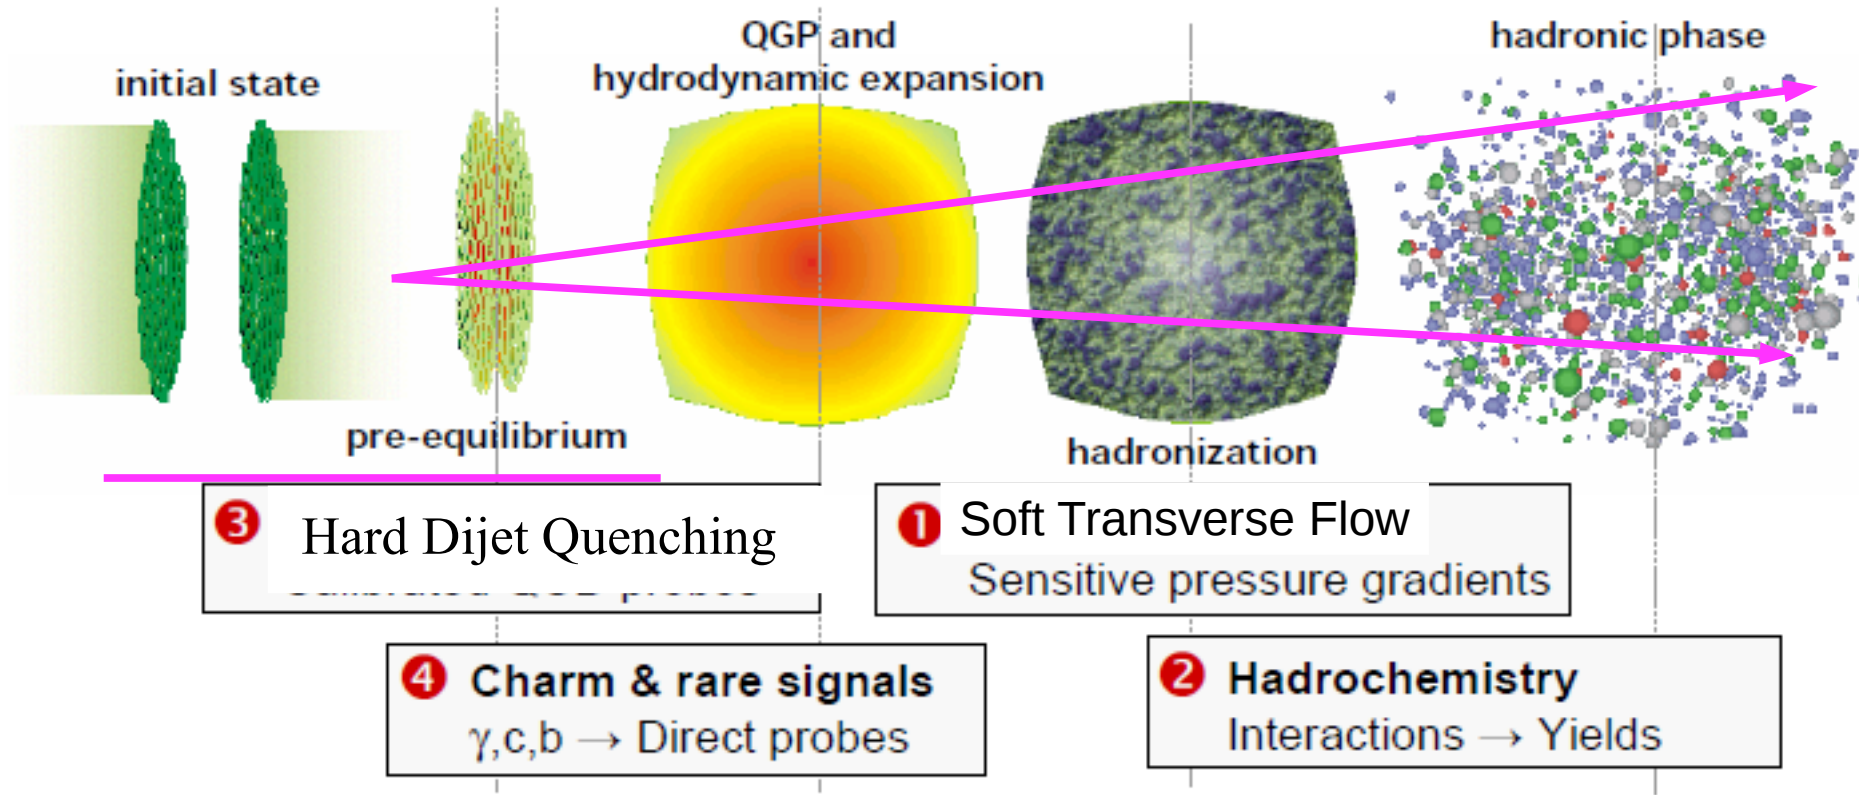 initial state
pre-equilibrium
QGP and
hydrodynamic expansion
hadronization
hadronic phase
3 Hard Dijet Quenching
1 Soft Transverse Flow
Sensitive pressure gradients
4 Charm & rare signals
γ,c,b → Direct probes
2 Hadrochemistry
Interactions → Yields